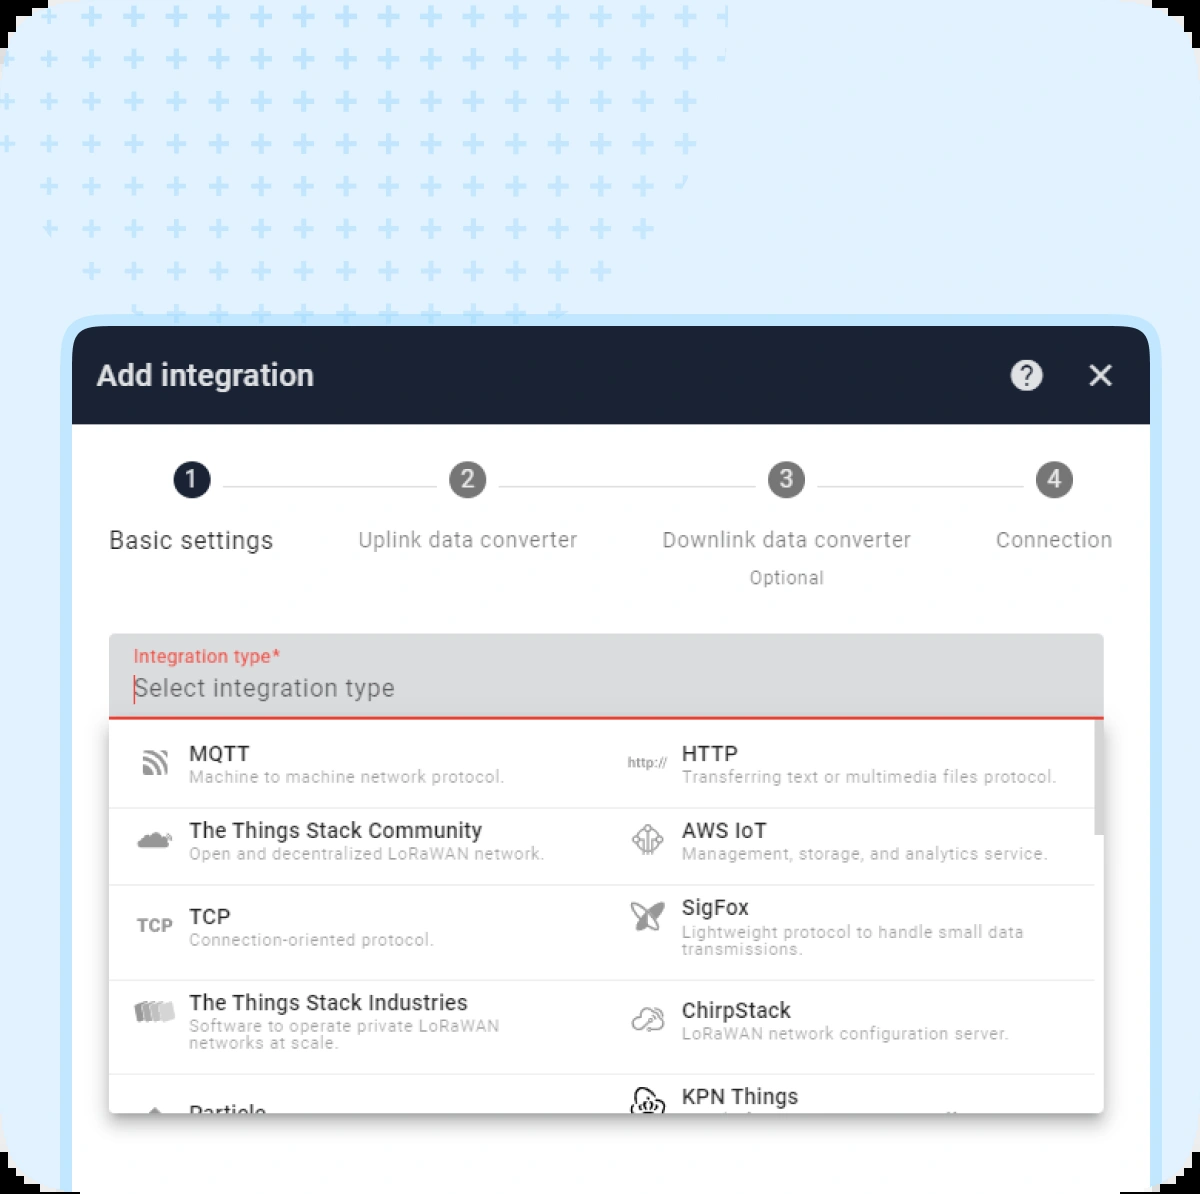 Add integration
?
1
2
3
4
Basic settings
Uplink data converter
Downlink data converter
Connection
Optional
Integration type*
Select integration type
MQTT
Machine to machine network protocol.
http://
HTTP
Transferring text or multimedia files protocol.
The Things Stack Community
Open and decentralized LoRaWAN network.
AWS IoT
Management, storage, and analytics service.
TCP
TCP
Connection-oriented protocol.
SigFox
Lightweight protocol to handle small data
transmissions.
The Things Stack Industries
Software to operate private LoRaWAN
networks at scale.
ChirpStack
LoRaWAN network configuration server.
Particle
KPN Things